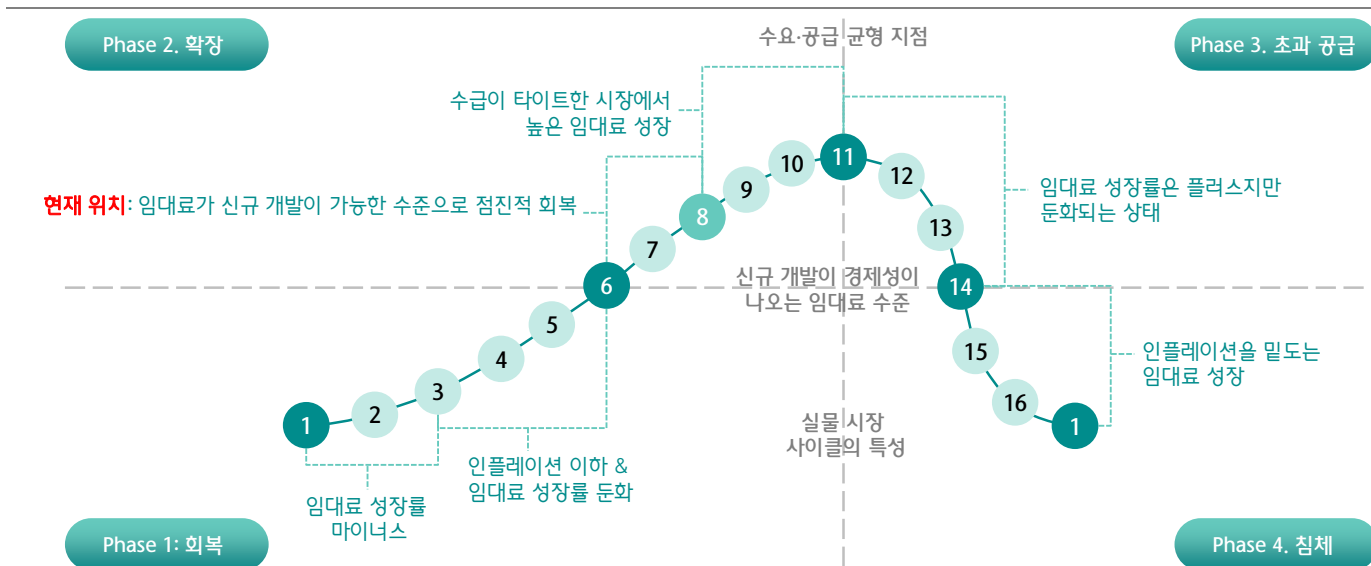 Phase 2. 확장
수요·공급 균형 지점
Phase 3. 초과 공급
수급이 타이트한 시장에서
높은 임대료 성장
현재 위치: 임대료가 신규 개발이 가능한 수준으로 점진적 회복
임대료 성장률은 플러스지만
둔화되는 상태
신규 개발이 경제성이
나오는 임대료 수준
인플레이션을 밑도는
임대료 성장
1
2
3
4
5
6
7
8
9
10
11
12
13
14
15
16
1
실물 시장
사이클의 특성
인플레이션 이하 &
임대료 성장률 둔화
임대료 성장률
마이너스
Phase 1: 회복
Phase 4. 침체